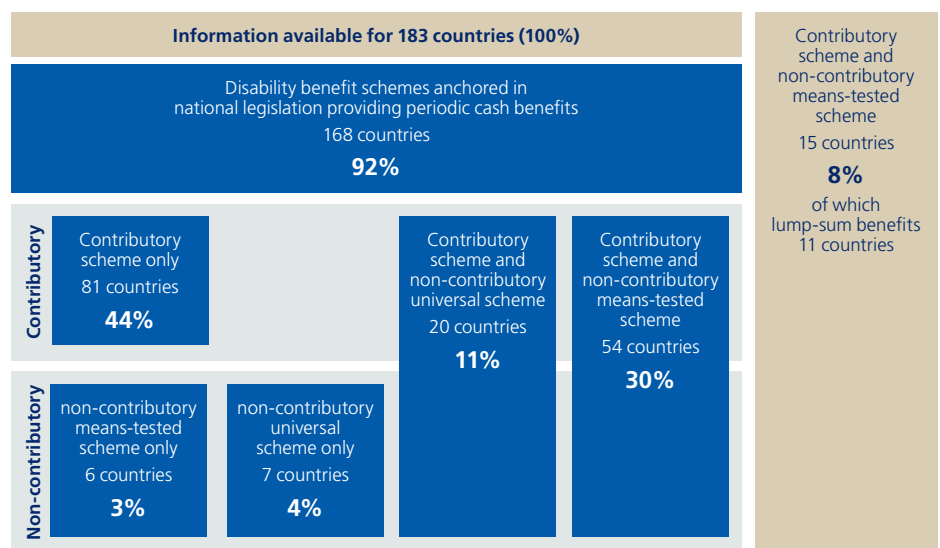 Information available for 183 countries (100%)
Disability benefit schemes anchored in
national legislation providing periodic cash benefits
168 countries
92%
Contributory
Contributory
scheme only
81 countries
44%
Contributory
scheme and
non-contributory
universal scheme
20 countries
11%
Contributory
scheme and
non-contributory
means-tested
scheme
54 countries
30%
Non-contributory
non-contributory
means-tested
scheme only
6 countries
3%
non-contributory
universal
scheme only
7 countries
4%
Contributory
scheme and
non-contributory
means-tested
scheme
15 countries
8%
of which
lump-sum benefits
11 countries